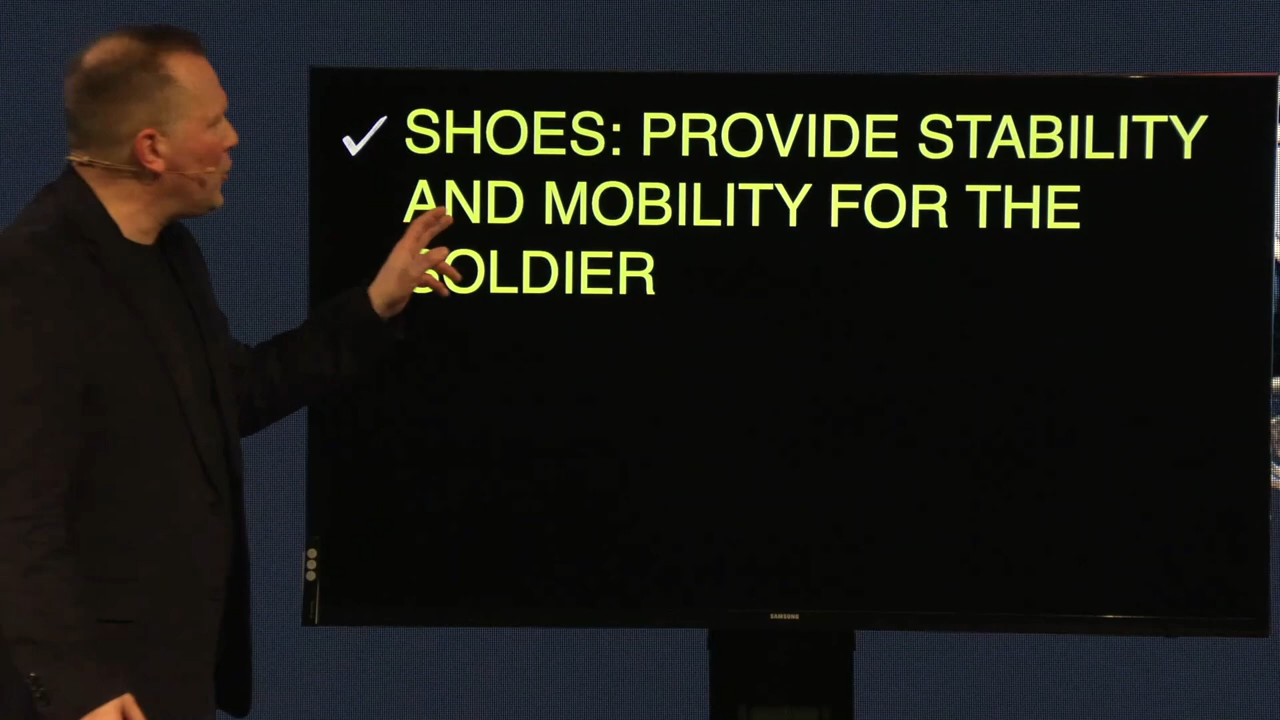 ✓ SHOES: PROVIDE STABILITY
AND MOBILITY FOR THE
SOLDIER
SAMSUNG